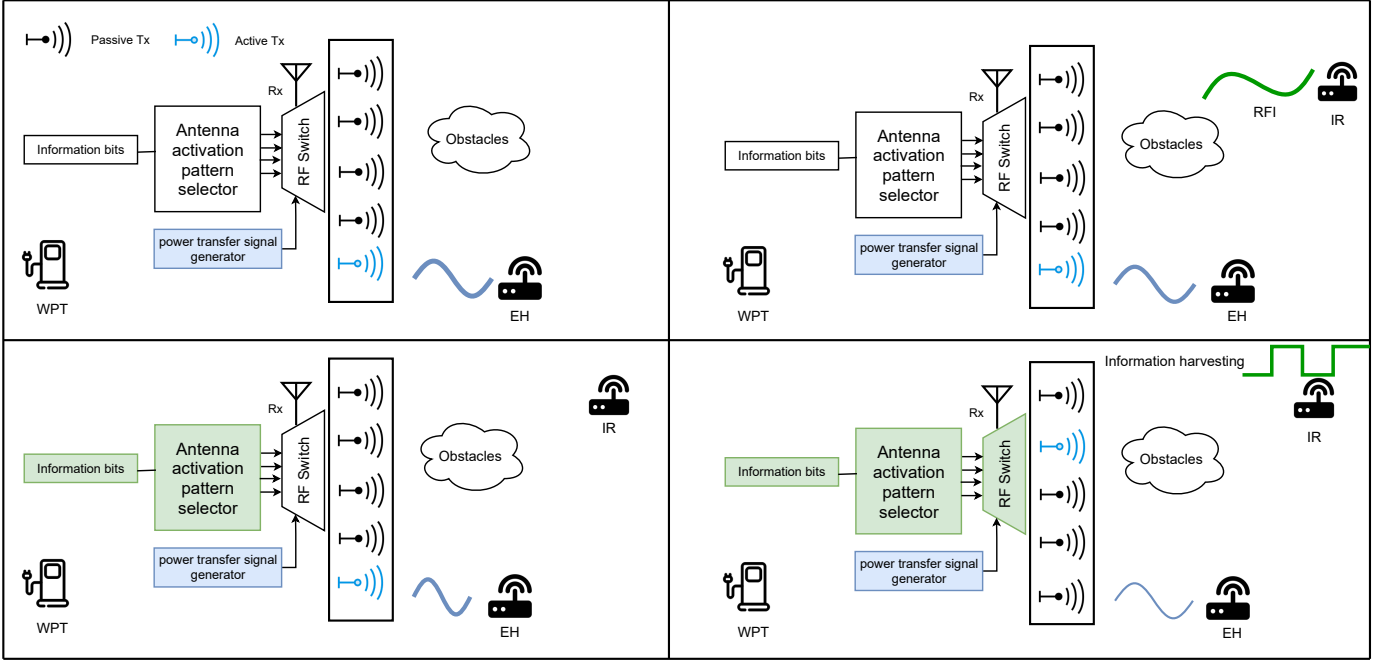 Passive Tx
Active Tx
Rx
Information bits
Antenna
activation
pattern
selector
RF Switch
Obstacles
power transfer signal
generator
WPT
EH
Rx
Information bits
Antenna
activation
pattern
selector
RF Switch
Obstacles
RFI
IR
power transfer signal
generator
WPT
EH
Rx
Information bits
Antenna
activation
pattern
selector
RF Switch
Obstacles
IR
power transfer signal
generator
WPT
EH
Information harvesting
Rx
Information bits
Antenna
activation
pattern
selector
RF Switch
Obstacles
IR
power transfer signal
generator
WPT
EH